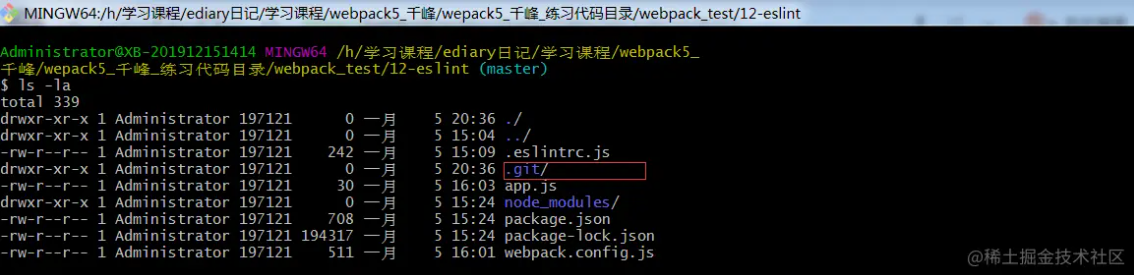 MINGW64:/h/学习课程/ediary日记/学习课程/webpack5_千峰/wepack5_千峰_练习代码目录/webpack_test/12-eslint
Administrator@XB-201912151414 MINGW64 /h/学习课程/ediary日记/学习课程/webpack5_
千峰/wepack5_千峰_练习代码目录/webpack_test/12-eslint (master)
$ ls -la
total 339
drwxr-xr-x 1 Administrator 197121 0 一月 5 20:36 ./
drwxr-xr-x 1 Administrator 197121 0 一月 5 15:04 ../
-rw-r--r-- 1 Administrator 197121 242 一月 5 15:09 .eslintrc.js
drwxr-xr-x 1 Administrator 197121 0 一月 5 20:36 .git/
-rw-r--r-- 1 Administrator 197121 30 一月 5 16:03 app.js
drwxr-xr-x 1 Administrator 197121 0 一月 5 15:24 node_modules/
-rw-r--r-- 1 Administrator 197121 708 一月 5 15:24 package.json
-rw-r--r-- 1 Administrator 197121 194317 一月 5 15:24 package-lock.json
-rw-r--r-- 1 Administrator 197121 511 一月 5 16:01 webpack.config.js
@稀土掘金技术社区